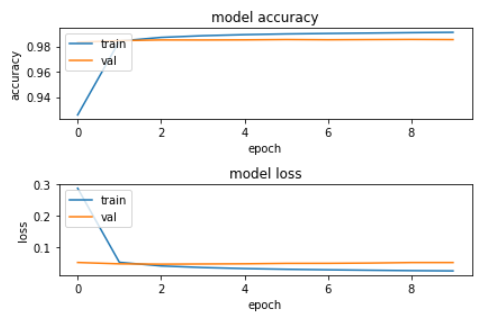 model accuracy
train
val
0.98
0.96
0.94
accuracy
0 2 4 6 8
epoch
model loss
train
val
0.3
0.2
0.1
loss
0 2 4 6 8
epoch